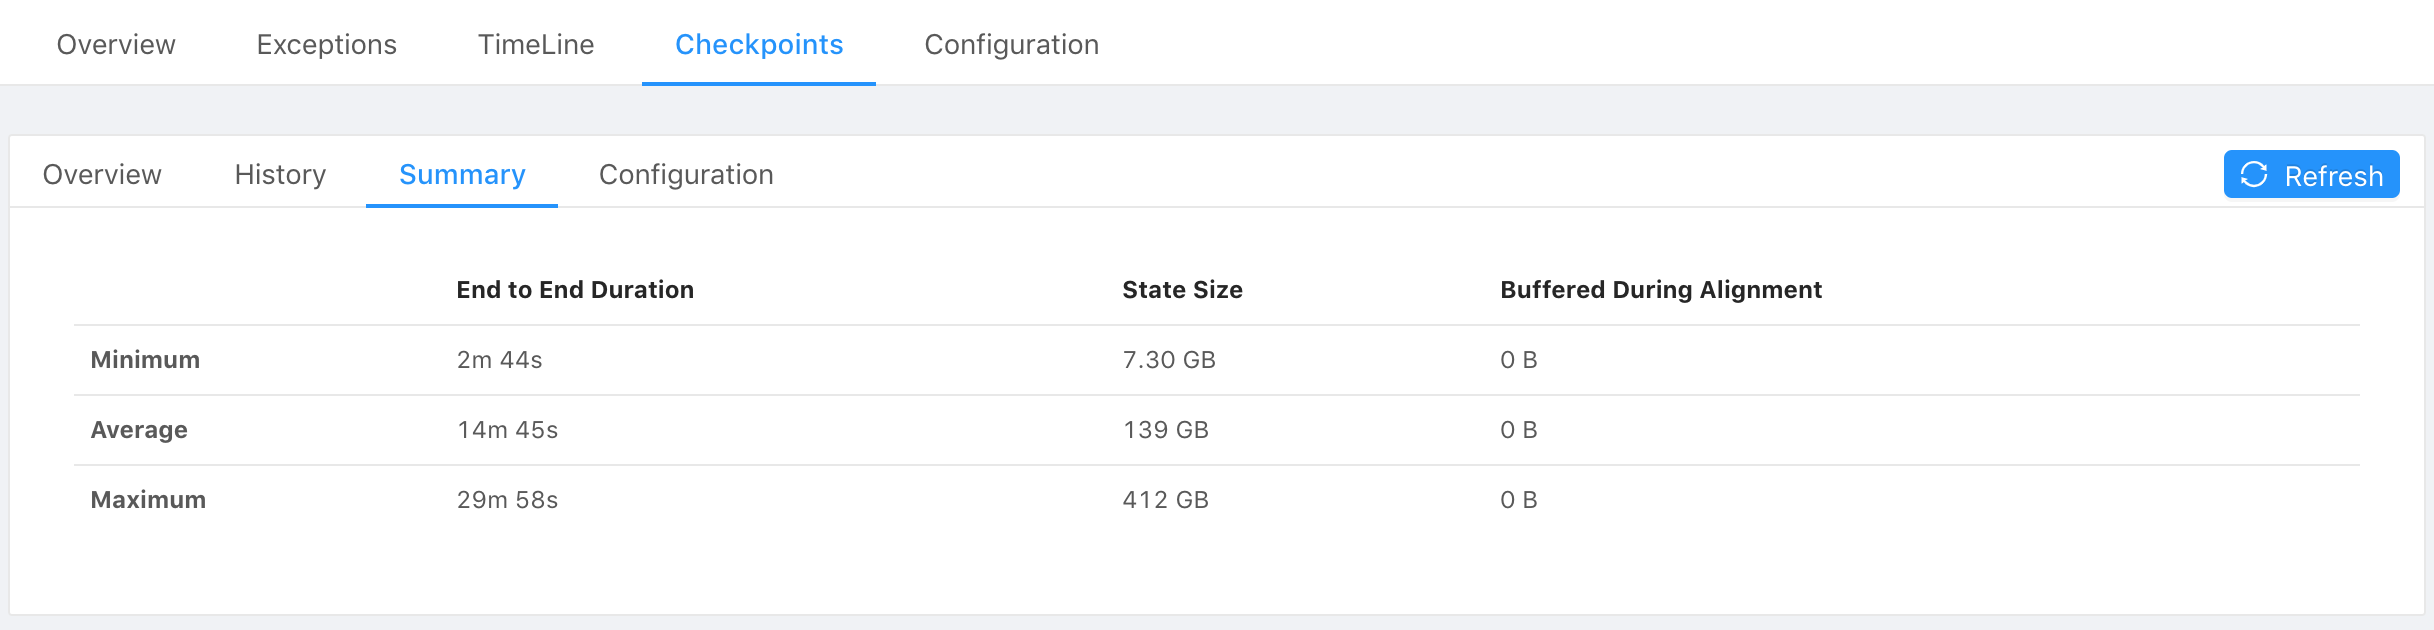 Overview Exceptions TimeLine Checkpoints Configuration
Overview History Summary Configuration Refresh
End to End Duration State Size Buffered During Alignment
Minimum 2m 44s 7.30 GB 0 B
Average 14m 45s 139 GB 0 B
Maximum 29m 58s 412 GB 0 B